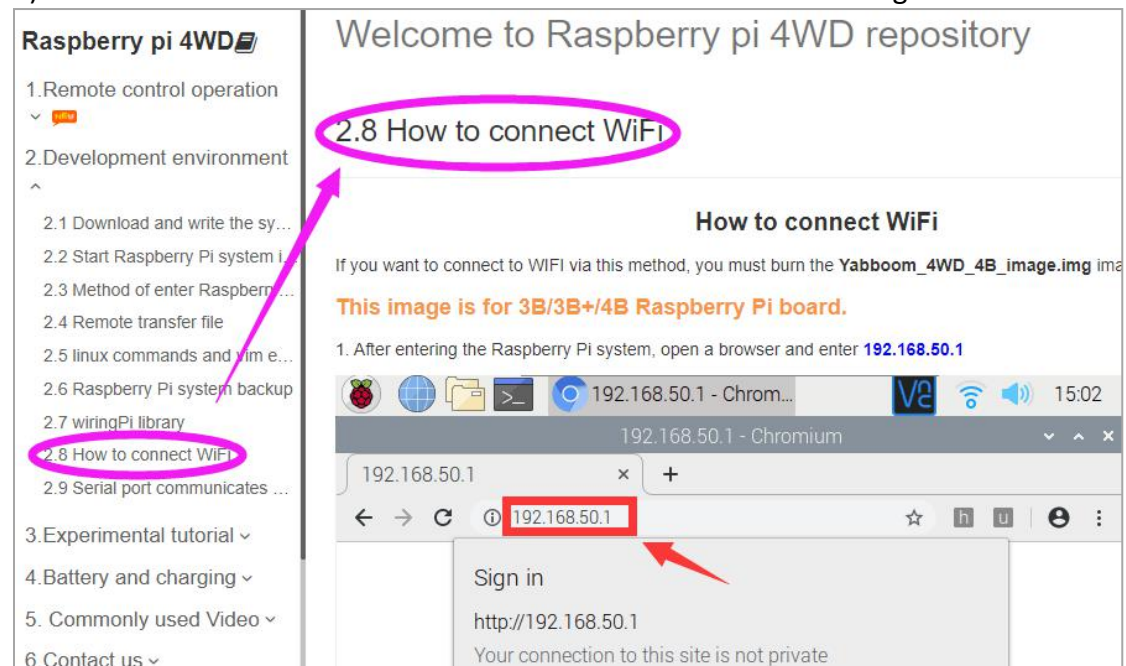 Raspberry pi 4WD
1.Remote control operation
NEW
2.Development environment
2.1 Download and write the sy...
2.2 Start Raspberry Pi system i...
2.3 Method of enter Raspberr...
2.4 Remote transfer file
2.5 linux commands and vim e...
2.6 Raspberry Pi system backup
2.7 wiringPi library
2.8 How to connect WiFi
2.9 Serial port communicates ...
3.Experimental tutorial
4.Battery and charging
5. Commonly used Video
6.Contact us
Welcome to Raspberry pi 4WD repository
2.8 How to connect WiFi
How to connect WiFi
If you want to connect to WIFI via this method, you must burn the Yabboom_4WD_4B_image.img ima
This image is for 3B/3B+/4B Raspberry Pi board.
1. After entering the Raspberry Pi system, open a browser and enter 192.168.50.1
192.168.50.1 - Chrom... 15:02
192.168.50.1 - Chromium
192.168.50.1
192.168.50.1
Sign in
http://192.168.50.1
Your connection to this site is not private